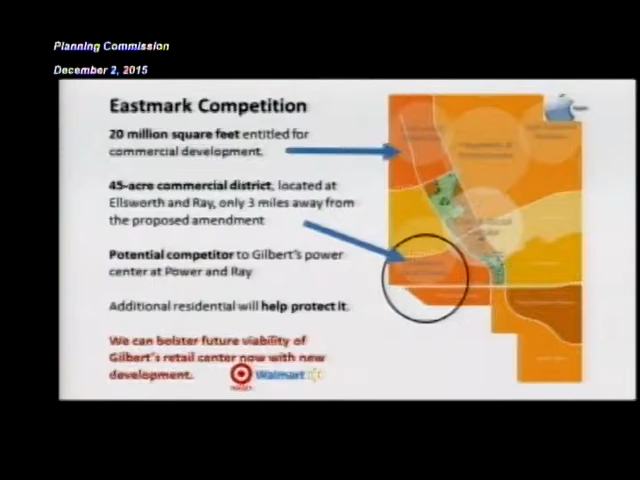 Planning Commission
December 2, 2015
Eastmark Competition
20 million square feet entitled for
commercial development.
45-acre commercial district, located at
Ellsworth and Ray, only 3 miles away from
the proposed amendment
Potential competitor to Gilbert's power
center at Power and Ray
Additional residential will help protect it.
We can bolster future viability of
Gilbert's retail center now with new
development.
Walmart